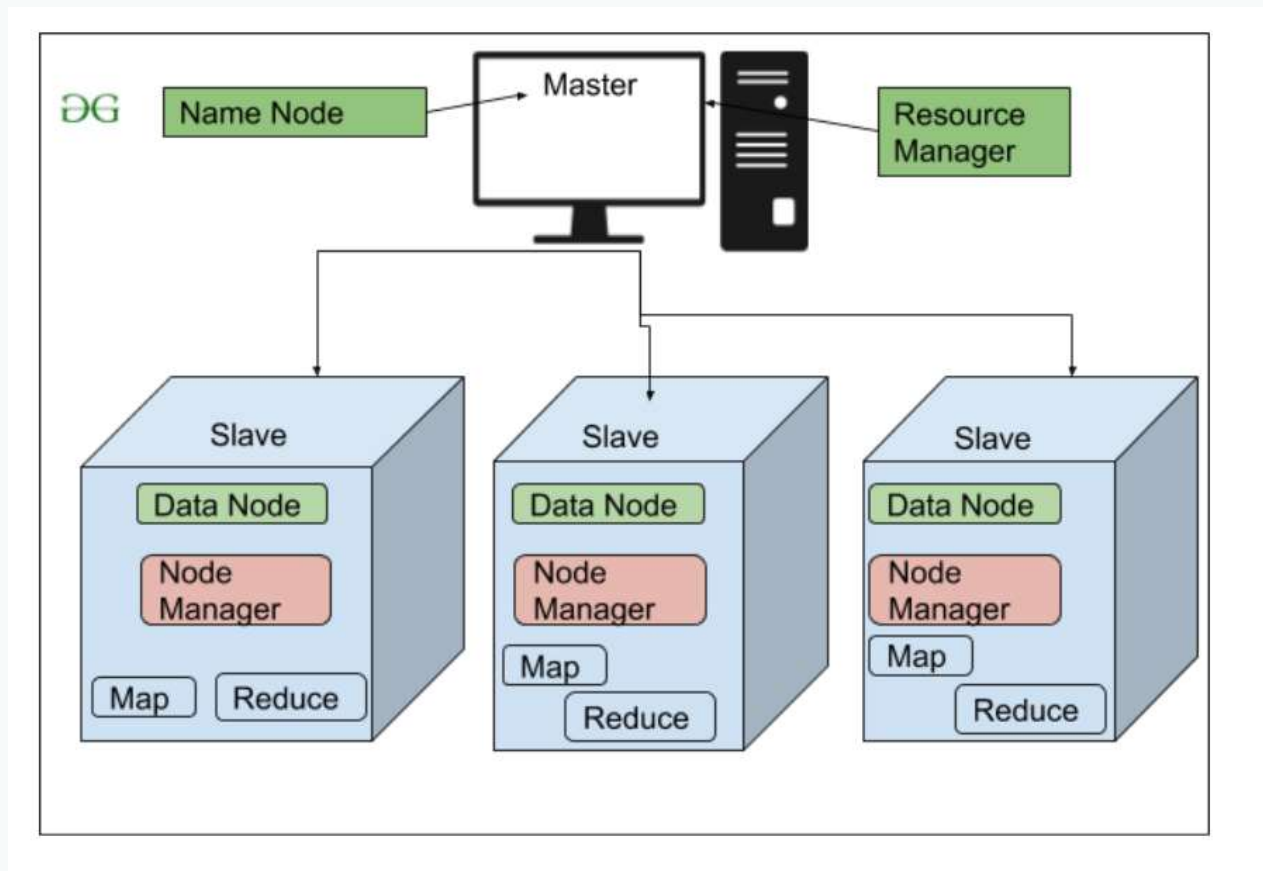 Master
GG
Name Node
Resource
Manager
Slave
Slave
Slave
Data Node
Data Node
Data Node
Node
Manager
Node
Manager
Node
Manager
Map
Reduce
Map
Reduce
Map
Reduce